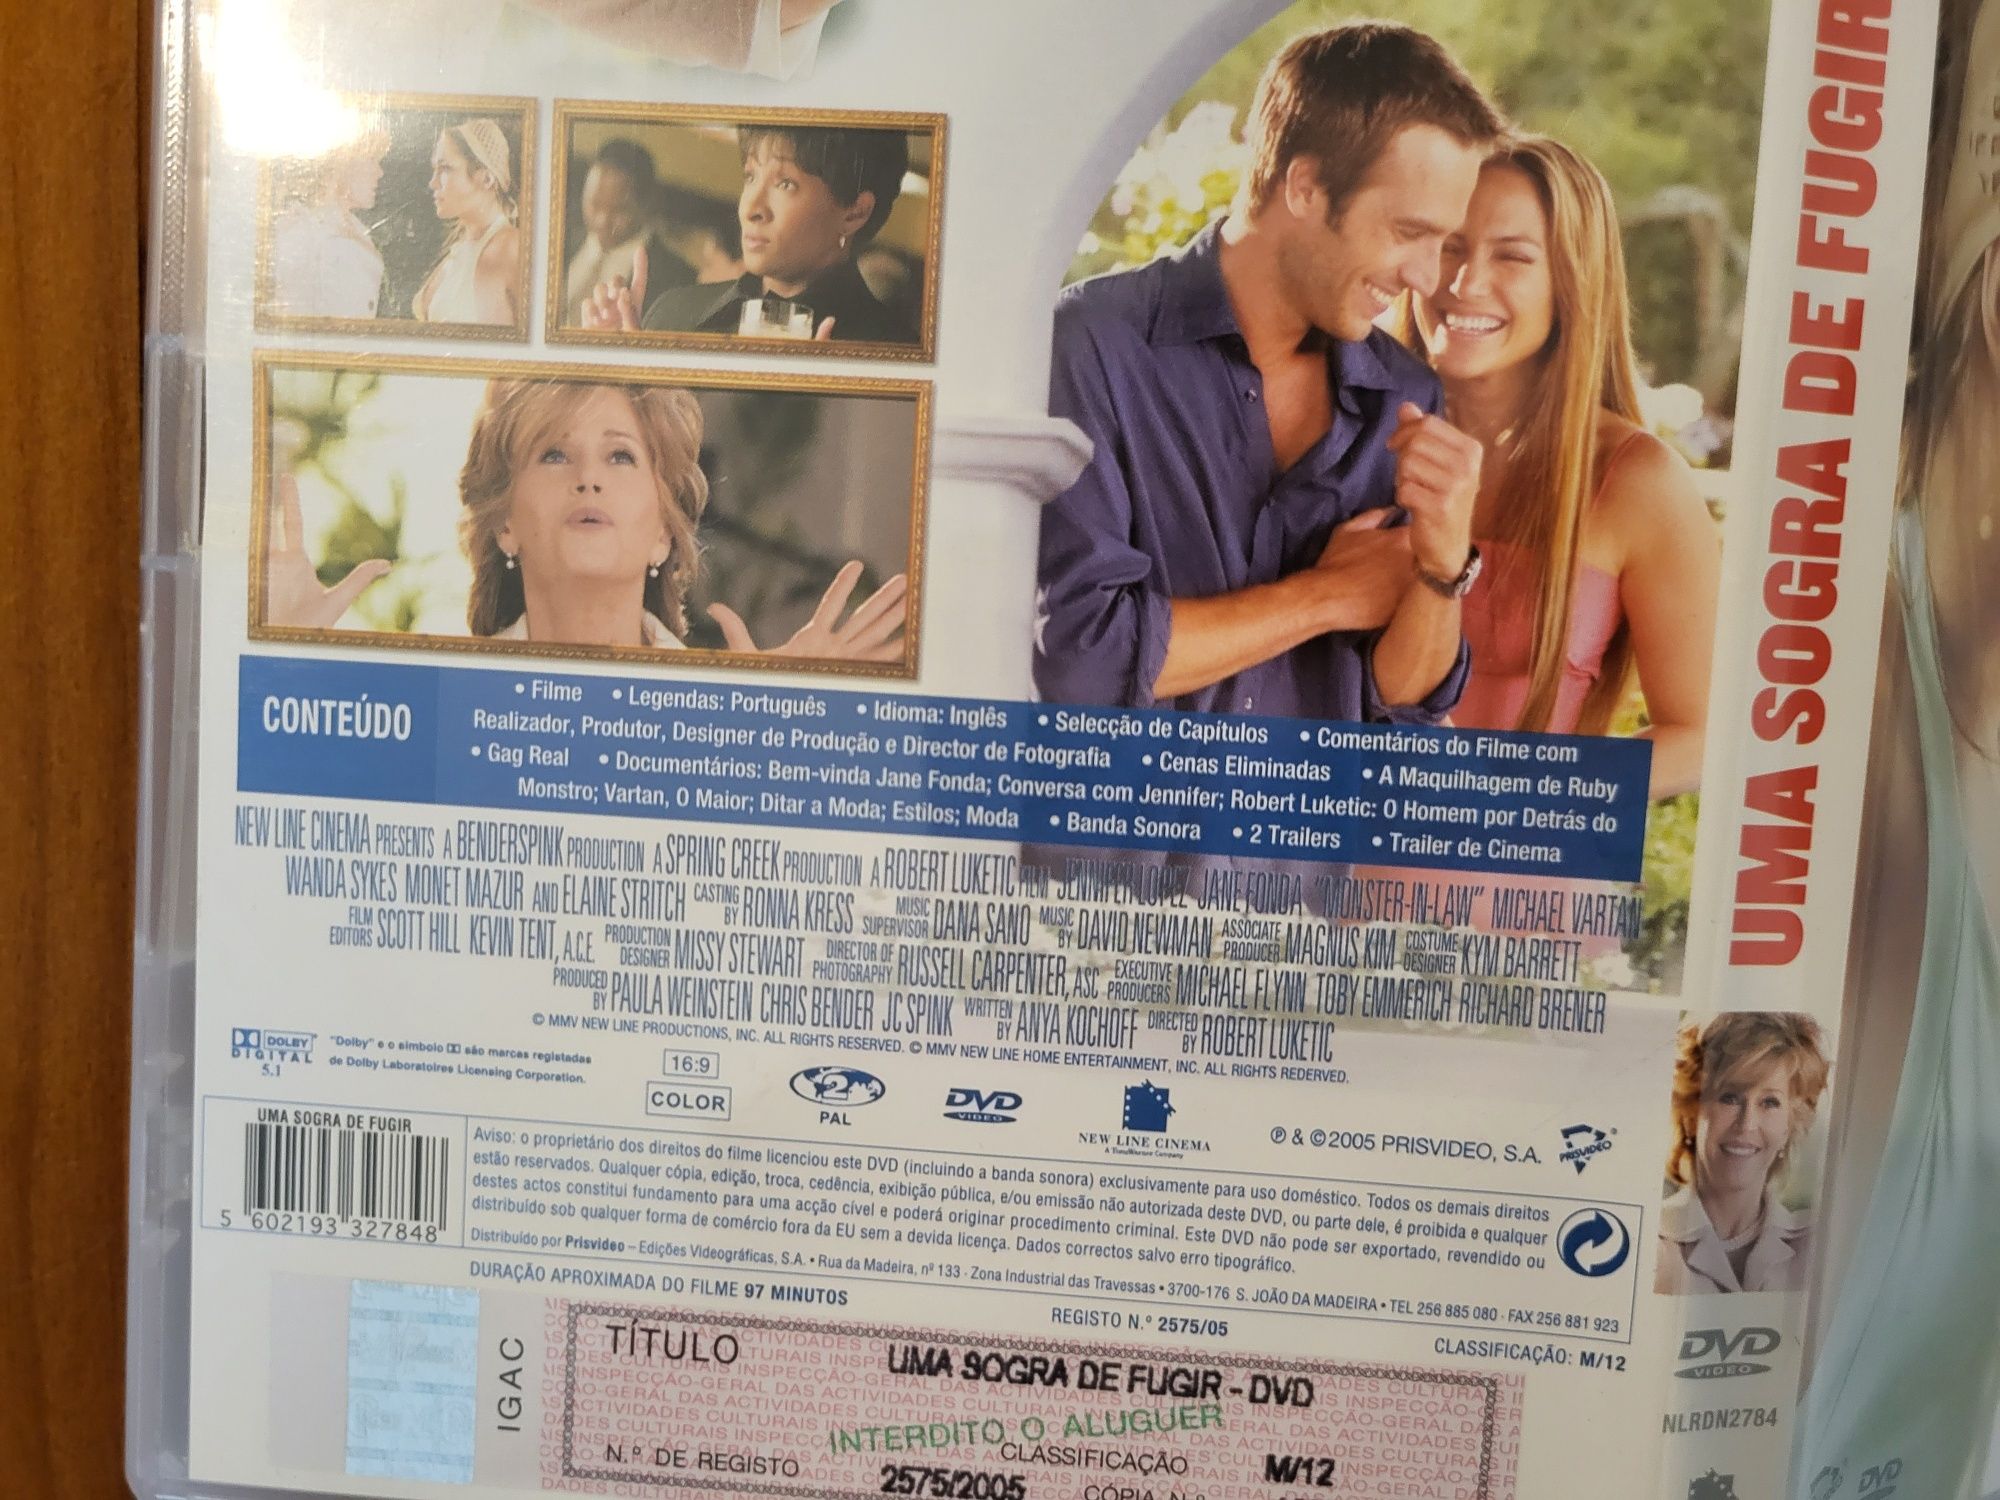 CONTEÚDO
• Filme • Legendas: Português • Idioma: Inglês • Selecção de Capítulos • Comentários do Filme com
Realizador, Produtor, Designer de Produção e Director de Fotografia • Cenas Eliminadas • A Maquilhagem de Ruby
• Gag Real • Documentários: Bem-vinda Jane Fonda; Conversa com Jennifer; Robert Luketic: O Homem por Detrás do
Monstro; Vartan, O Maior; Ditar a Moda; Estilos; Moda • Banda Sonora • 2 Trailers • Trailer de Cinema
NEW LINE CINEMA PRESENTS A BENDERSPINK PRODUCTION A SPRING CREEK PRODUCTION A ROBERT LUKETIC FILM JENNIFER LOPEZ JANE FONDA "MONSTER-IN-LAW" MICHAEL VARTAN
WANDA SYKES MONET MAZUR AND ELAINE STRITCH CASTING BY RONNA KRESS MUSIC SUPERVISOR DANA SANO MUSIC BY DAVID NEWMAN ASSOCIATE PRODUCER MAGNUS KIM COSTUME DESIGNER KYM BARRETT
FILM EDITORS SCOTT HILL KEVIN TENT, A.C.E. PRODUCTION DESIGNER MISSY STEWART DIRECTOR OF PHOTOGRAPHY RUSSELL CARPENTER, ASC EXECUTIVE PRODUCERS MICHAEL FLYNN TOBY EMMERICH RICHARD BRENER
PRODUCED BY PAULA WEINSTEIN CHRIS BENDER JC SPINK WRITTEN BY ANYA KOCHOFF DIRECTED BY ROBERT LUKETIC
© MMV NEW LINE PRODUCTIONS, INC. ALL RIGHTS RESERVED. © MMV NEW LINE HOME ENTERTAINMENT, INC. ALL RIGHTS REDERVED.
DOLBY
DIGITAL
5.1
"Dolby" e o simbolo são marcas registadas
de Dolby Laboratoires Licensing Corporation.
16:9
COLOR
2
PAL
DVD
VIDEO
NEW LINE CINEMA
A TimeWarner Company
℗ & ©2005 PRISVIDEO, S.A.
PRISVIDEO
UMA SOGRA DE FUGIR
5 602193 327848
Aviso: o proprietário dos direitos do filme licenciou este DVD (incluindo a banda sonora) exclusivamente para uso doméstico. Todos os demais direitos
estão reservados. Qualquer cópia, edição, troca, cedência, exibição pública, e/ou emissão não autorizada deste DVD, ou parte dele, é proibida e qualquer
destes actos constitui fundamento para uma acção cível e poderá originar procedimento criminal. Este DVD não pode ser exportado, revendido ou
distribuído sob qualquer forma de comércio fora da EU sem a devida licença. Dados correctos salvo erro tipográfico.
Distribuído por Prisvideo – Edições Videográficas, S.A. • Rua da Madeira, nº 133 - Zona Industrial das Travessas • 3700-176 S. JOÃO DA MADEIRA • TEL 256 885 080 - FAX 256 881 923
DURAÇÃO APROXIMADA DO FILME 97 MINUTOS
REGISTO N.º 2575/05
CLASSIFICAÇÃO: M/12
IGAC
TÍTULO
UMA SOGRA DE FUGIR - DVD
INTERDITO O ALUGUER
N.º DE REGISTO
2575/2005
CLASSIFICAÇÃO
M/12
CÓPIA N.º
UMA SOGRA DE FUGIR
DVD
VIDEO
NLRDN2784
DVD